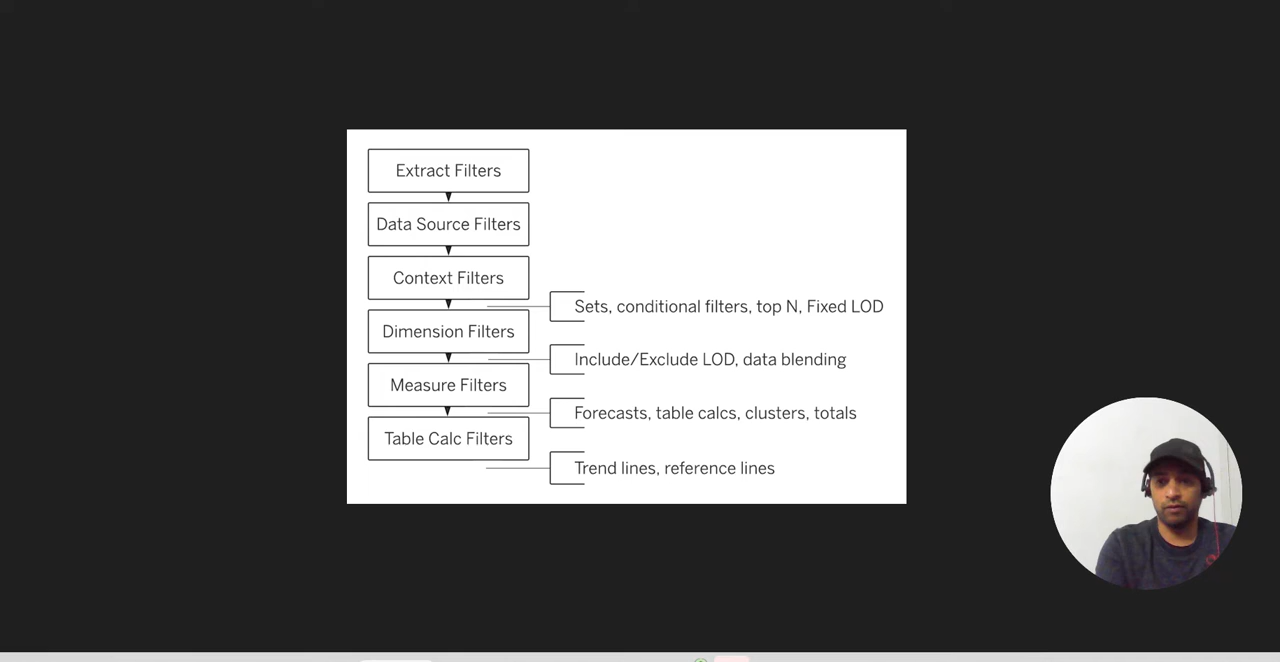 Extract Filters
Data Source Filters
Context Filters
Sets, conditional filters, top N, Fixed LOD
Dimension Filters
Include/Exclude LOD, data blending
Measure Filters
Forecasts, table calcs, clusters, totals
Table Calc Filters
Trend lines, reference lines